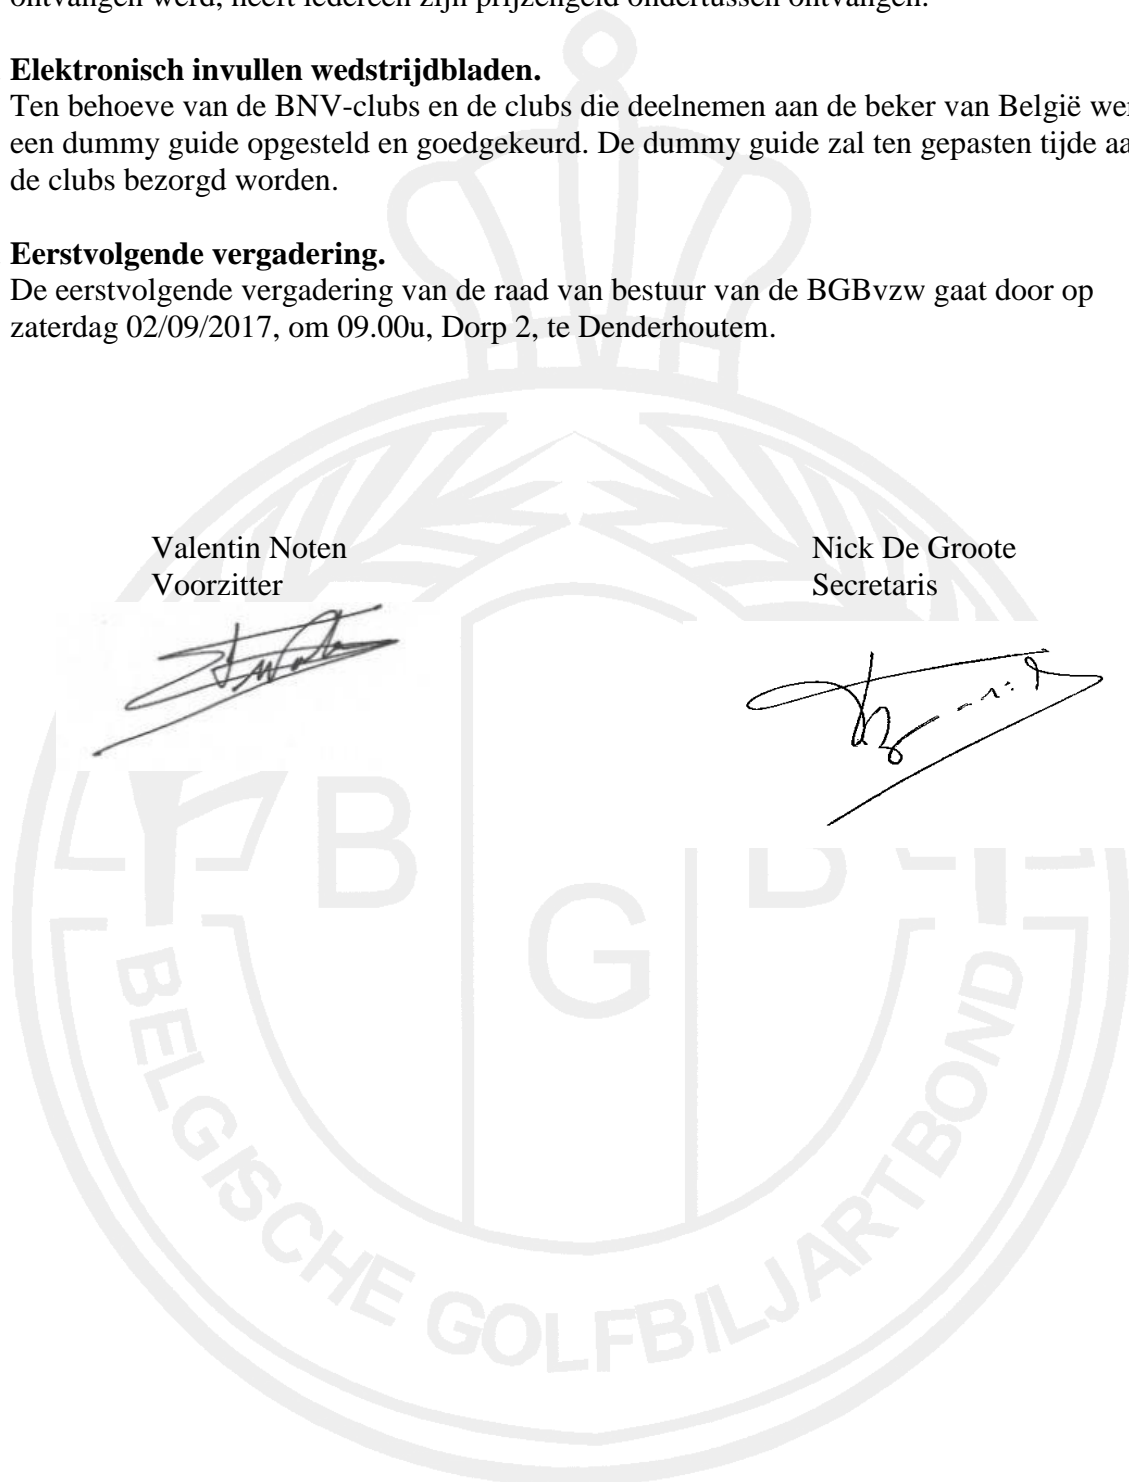 ontvangen werd, heeft iedereen zijn prijzengeld ondertussen ontvangen.
Elektronisch invullen wedstrijdbladen.
Ten behoeve van de BNV-clubs en de clubs die deelnemen aan de beker van België wer
een dummy guide opgesteld en goedgekeurd. De dummy guide zal ten gepasten tijde aa
de clubs bezorgd worden.
Eerstvolgende vergadering.
De eerstvolgende vergadering van de raad van bestuur van de BGBvzw gaat door op
zaterdag 02/09/2017, om 09.00u, Dorp 2, te Denderhoutem.
Valentin Noten
Nick De Groote
Voorzitter
Secretaris
B G B
BELGISCHE GOLFBILJARTBOND